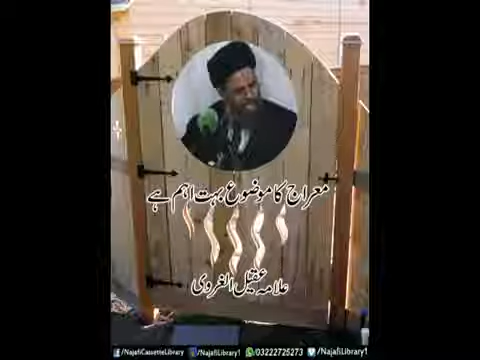 معراج کا موضوع بہت اہم ہے
علامہ عقیل الغروی
/NajafiCassetteLibrary /NajafiLibrary1 03222725273 /NajafiLibrary1